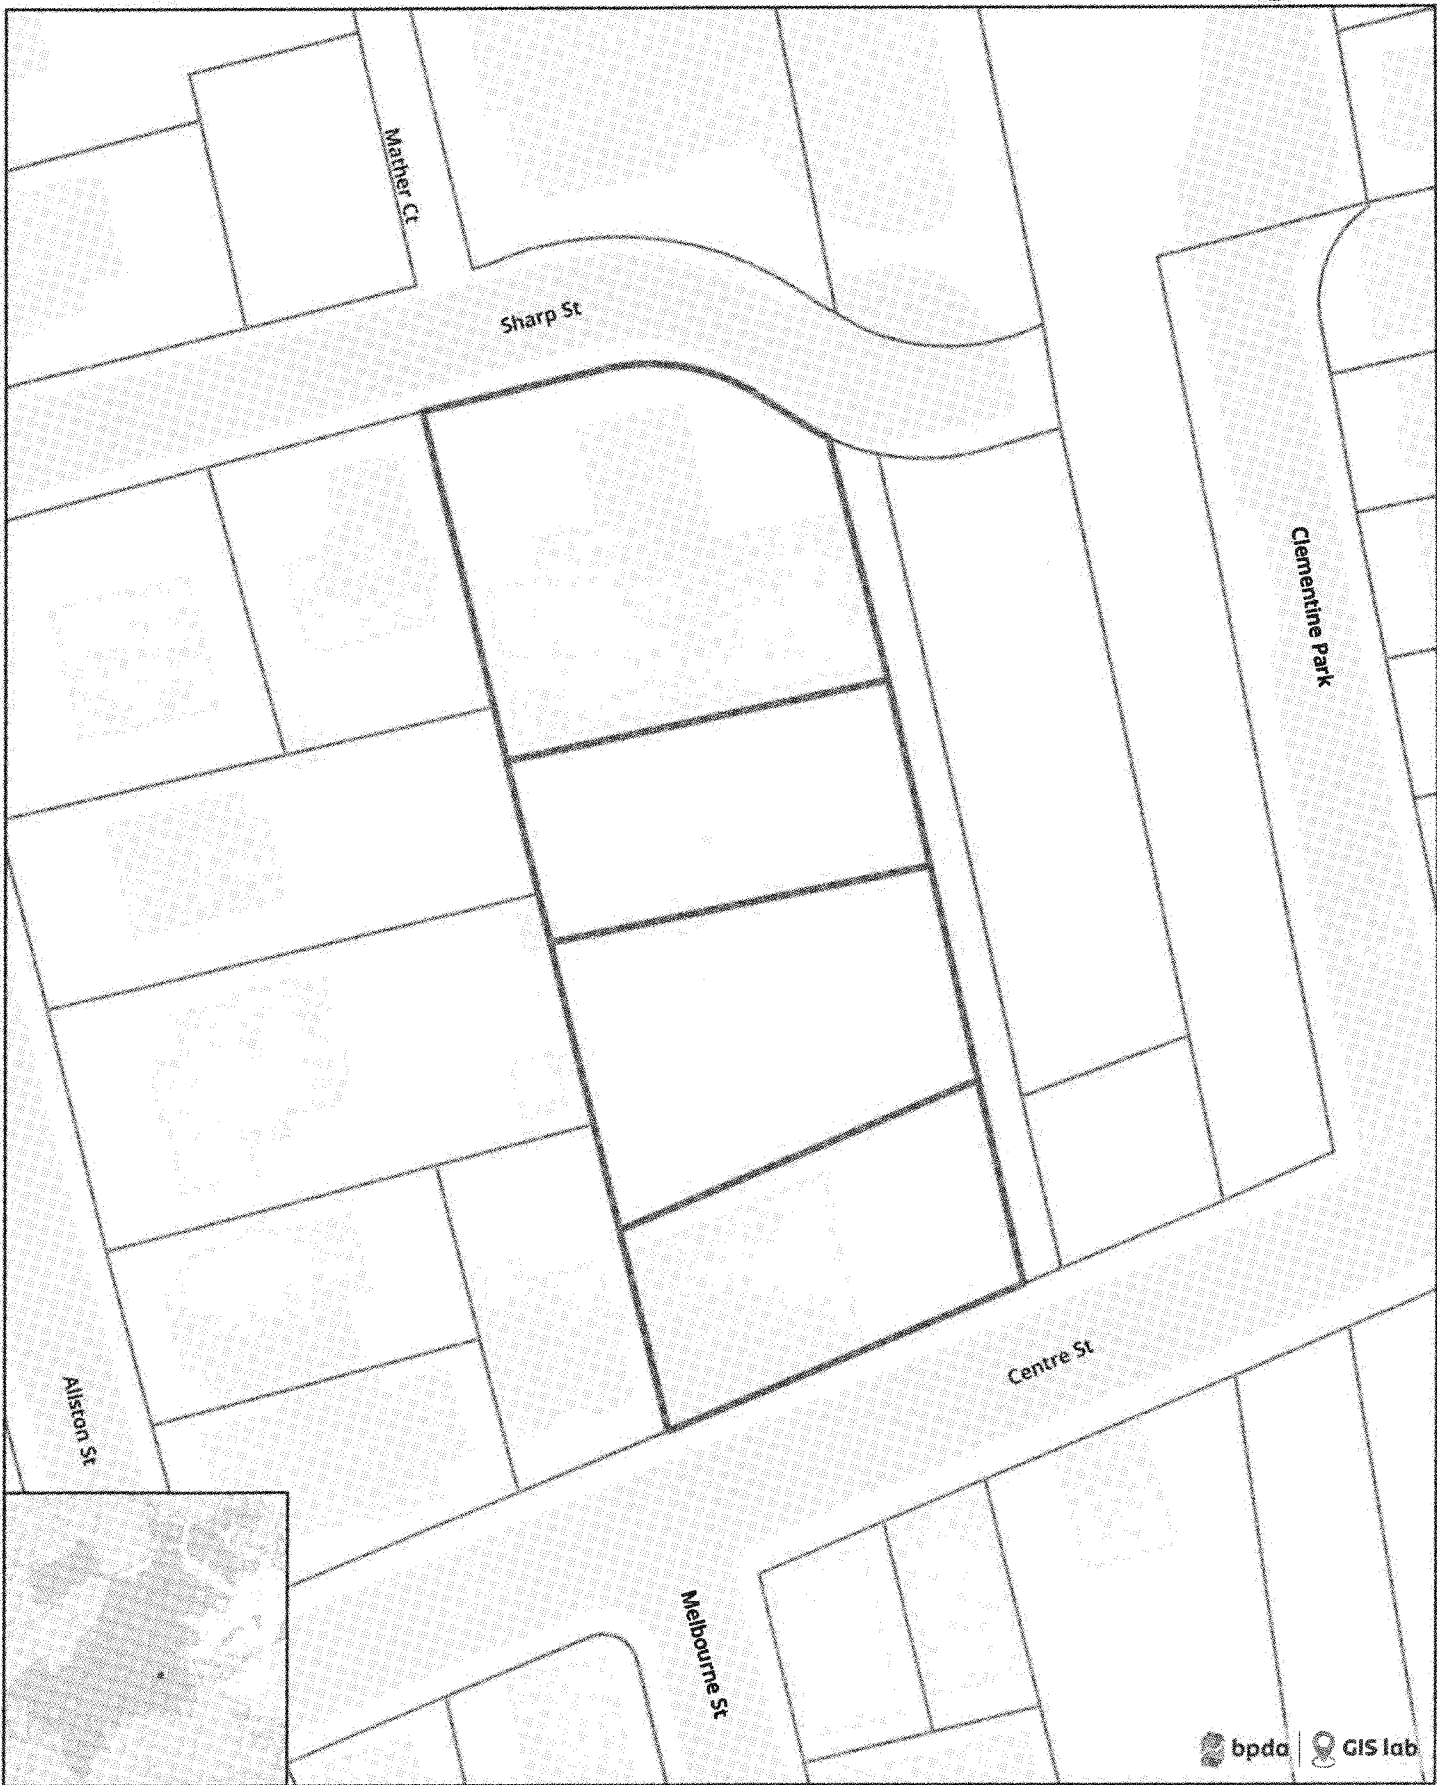 Mather Ct
Sharp St
Clementine Park
Centre St
Allston St
Melbourne St
bpda | GIS lab